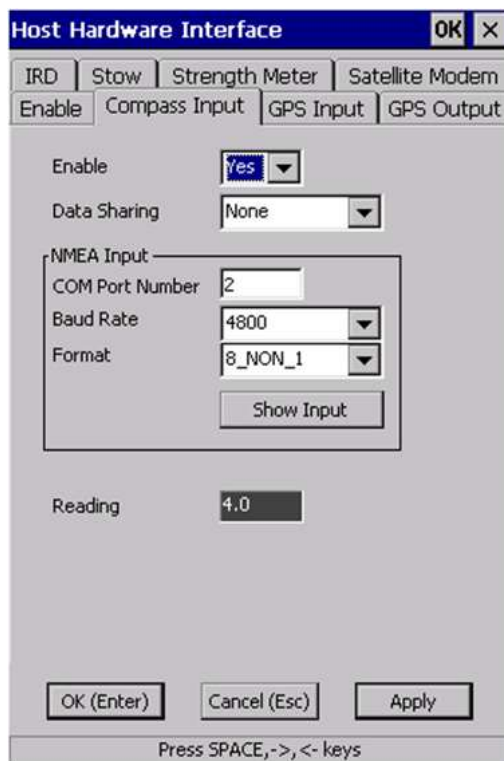 Host Hardware Interface OK ×
IRD Stow Strength Meter Satellite Modem
Enable Compass Input GPS Input GPS Output
Enable Yes
Data Sharing None
NMEA Input
COM Port Number 2
Baud Rate 4800
Format 8_NON_1
Show Input
Reading 4.0
OK (Enter) Cancel (Esc) Apply
Press SPACE,->,<- keys